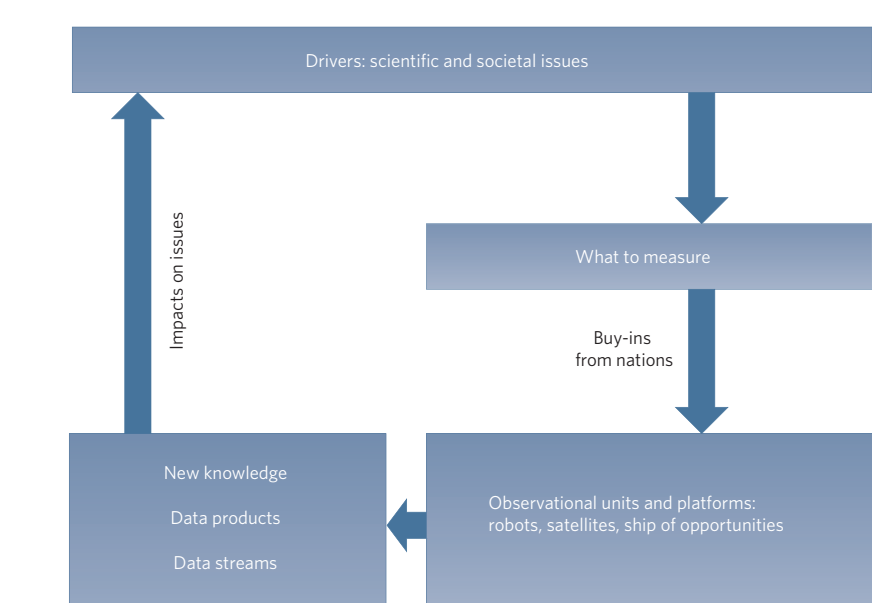 Drivers: scientific and societal issues
Impacts on issues
What to measure
Buy-ins
from nations
New knowledge
Data products
Data streams
Observational units and platforms:
robots, satellites, ship of opportunities